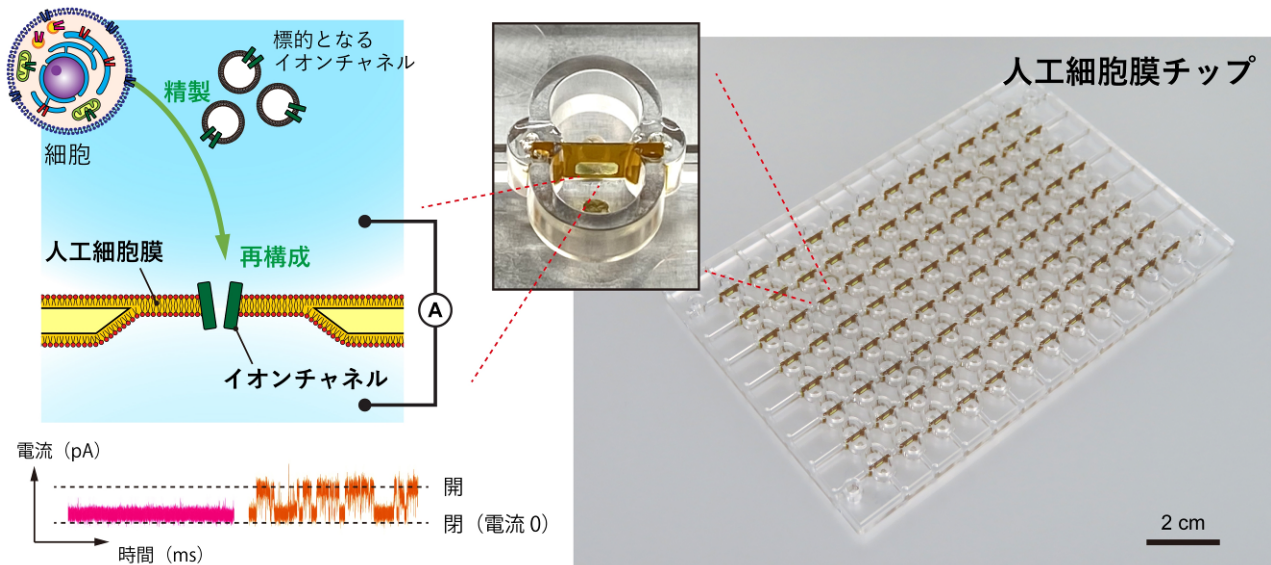 標的となる
イオンチャネル
精製
細胞
人工細胞膜
再構成
A
イオンチャネル
電流（pA）
開
閉（電流 0）
時間（ms）
人工細胞膜チップ
2 cm